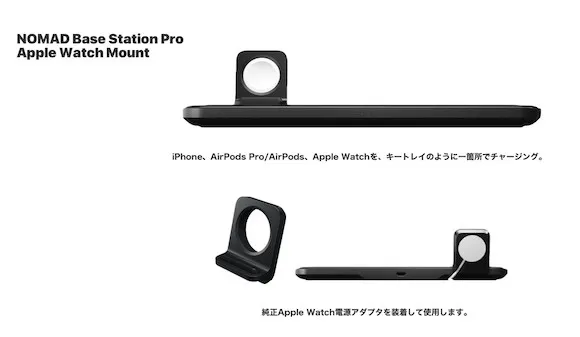 NOMAD Base Station Pro
Apple Watch Mount
iPhone、AirPods Pro/AirPods、Apple Watchを、キートレイのように一箇所でチャージング。
純正Apple Watch電源アダプタを装着して使用します。